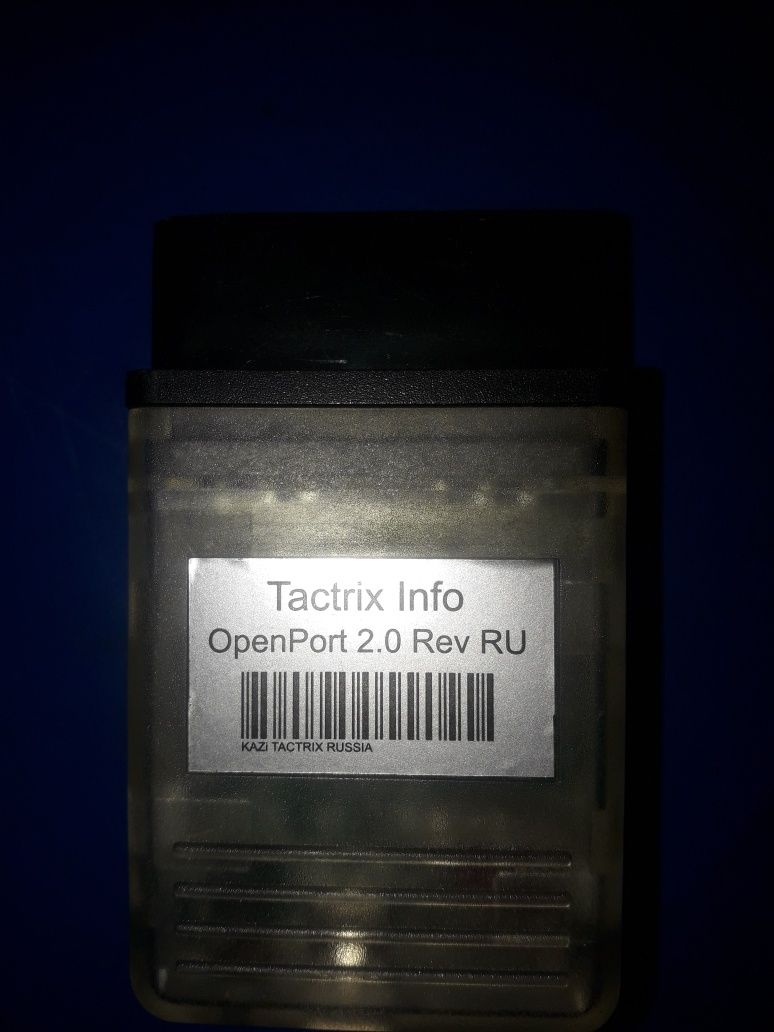 Tactrix Info
OpenPort 2.0 Rev RU
KAZi TACTRIX RUSSIA